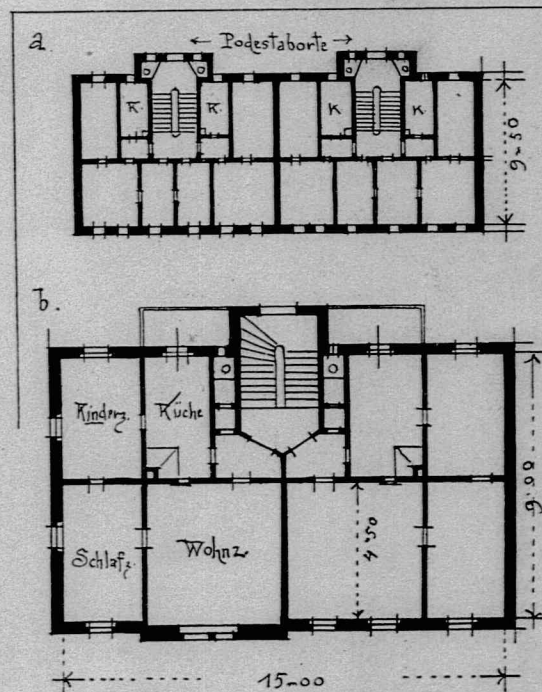 a
← Podestaborte →
K. K. K K.
9.50
b.
Kinderz. Küche
Schlafz. Wohnz.
4.50
9.00
15.00